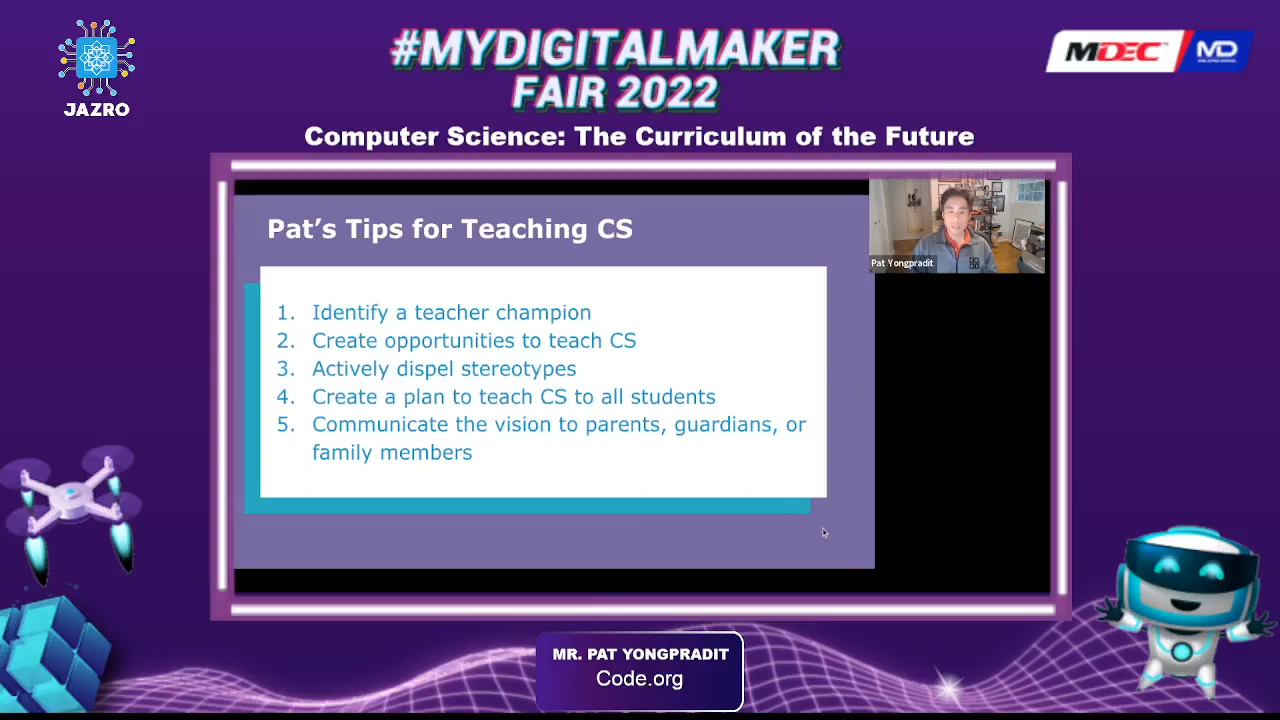 JAZRO
#MYDIGITALMAKER
FAIR 2022
MDEC
MD
Computer Science: The Curriculum of the Future
Pat's Tips for Teaching CS
Pat Yongpradit
1. Identify a teacher champion
2. Create opportunities to teach CS
3. Actively dispel stereotypes
4. Create a plan to teach CS to all students
5. Communicate the vision to parents, guardians, or
family members
MR. PAT YONGPRADIT
Code.org